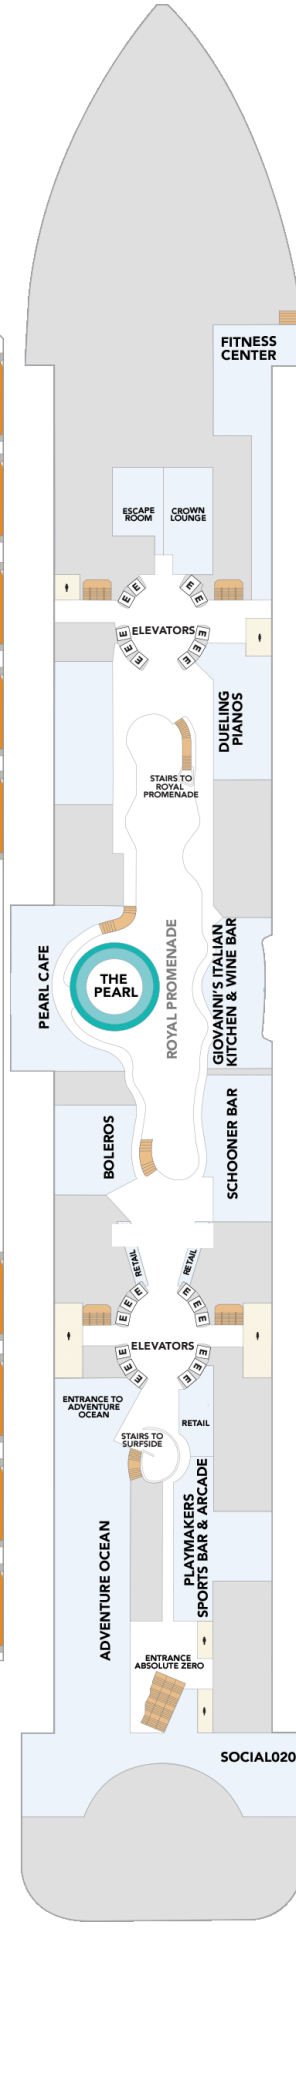 FITNESS
CENTER
ESCAPE
ROOM
CROWN
LOUNGE
E
E
E
E
ELEVATORS
E
E
E
E
E
E
DUELING
PIANOS
STAIRS TO
ROYAL
PROMENADE
PEARL CAFE
THE
PEARL
ROYAL PROMENADE
GIOVANNI'S ITALIAN
KITCHEN & WINE BAR
BOLEROS
SCHOONER BAR
RETAIL
RETAIL
E
E
E
E
E
E
ELEVATORS
E
E
E
E
E
E
ENTRANCE TO
ADVENTURE
OCEAN
RETAIL
STAIRS TO
SURFSIDE
ADVENTURE OCEAN
PLAYMAKERS
SPORTS BAR & ARCADE
ENTRANCE
ABSOLUTE ZERO
SOCIAL020